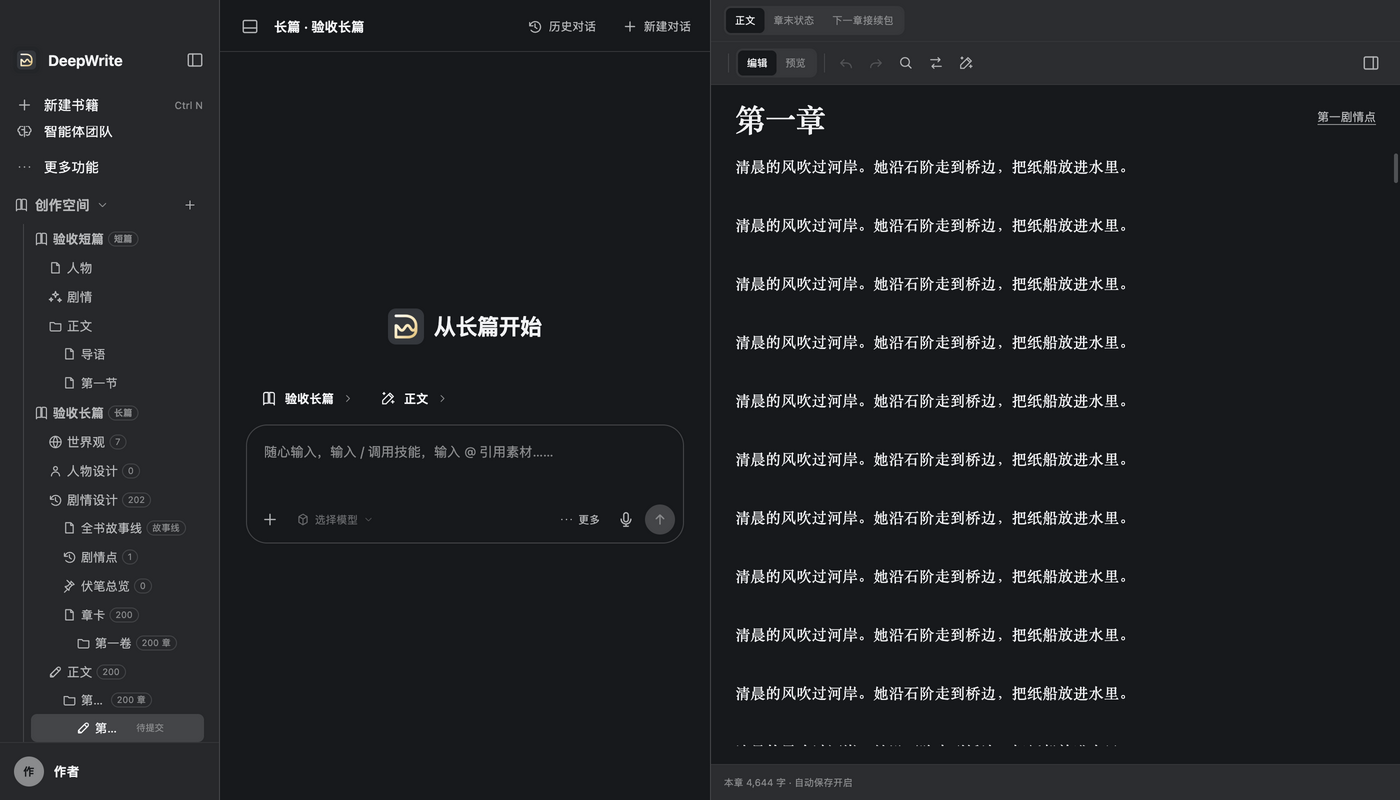 DeepWrite
新建书籍 Ctrl N
智能体团队
更多功能
创作空间
验收短篇 短篇
人物
剧情
正文
导语
第一节
验收长篇 长篇
世界观 7
人物设计 0
剧情设计 202
全书故事线 故事线
剧情点 1
伏笔总览 0
章卡 200
第一卷 200 章
正文 200
第... 200 章
第... 待提交
作 作者
长篇 · 验收长篇 历史对话 新建对话
从长篇开始
验收长篇 正文
随心输入，输入 / 调用技能，输入 @ 引用素材……
选择模型 ··· 更多
正文 章末状态 下一章接续包
编辑 预览
第一章 第一剧情点
清晨的风吹过河岸。她沿石阶走到桥边，把纸船放进水里。
清晨的风吹过河岸。她沿石阶走到桥边，把纸船放进水里。
清晨的风吹过河岸。她沿石阶走到桥边，把纸船放进水里。
清晨的风吹过河岸。她沿石阶走到桥边，把纸船放进水里。
清晨的风吹过河岸。她沿石阶走到桥边，把纸船放进水里。
清晨的风吹过河岸。她沿石阶走到桥边，把纸船放进水里。
清晨的风吹过河岸。她沿石阶走到桥边，把纸船放进水里。
清晨的风吹过河岸。她沿石阶走到桥边，把纸船放进水里。
清晨的风吹过河岸。她沿石阶走到桥边，把纸船放进水里。
清晨的风吹过河岸。她沿石阶走到桥边，把纸船放进水里。
本章 4,644 字 · 自动保存开启